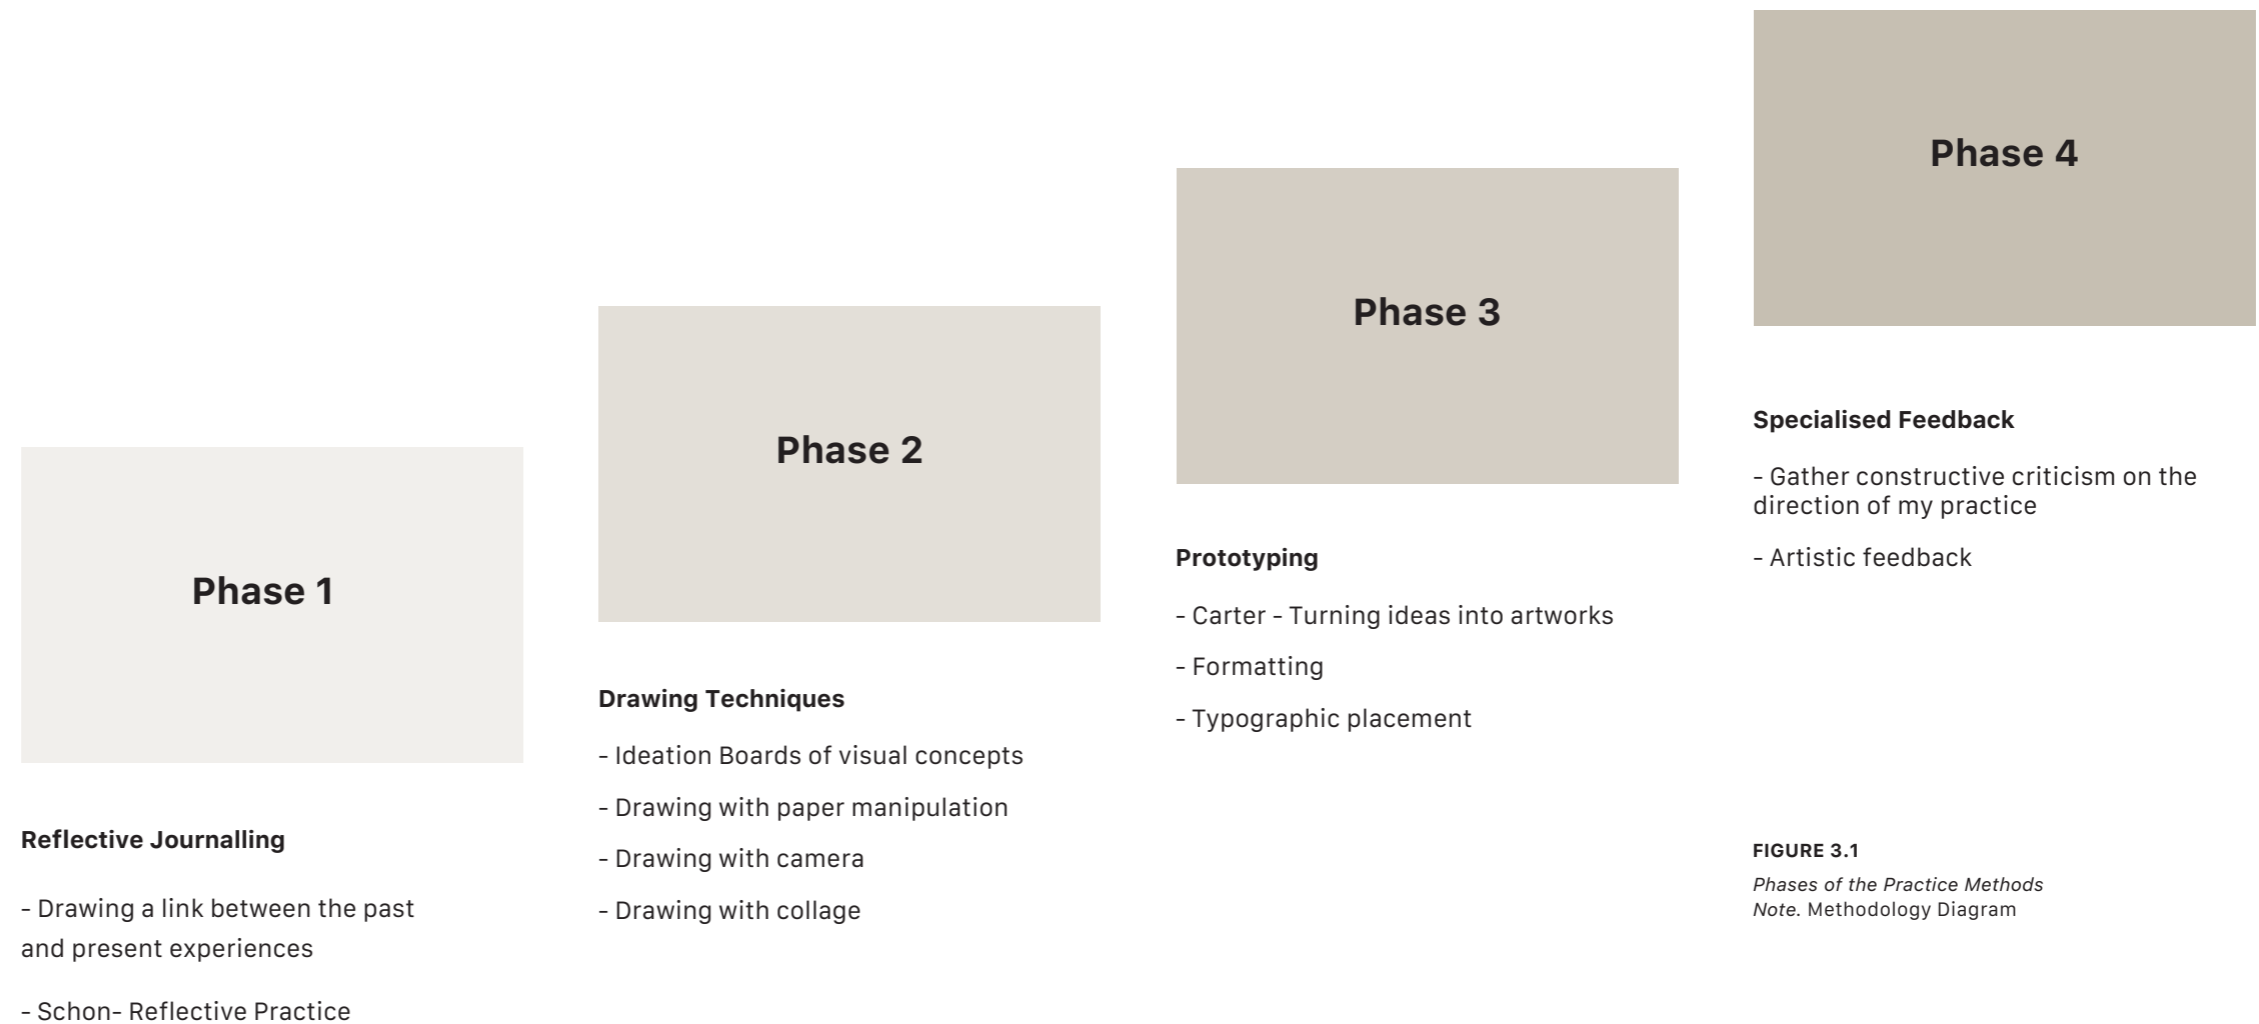 Phase 1
Reflective Journalling
- Drawing a link between the past
and present experiences
- Schon- Reflective Practice
Phase 2
Drawing Techniques
- Ideation Boards of visual concepts
- Drawing with paper manipulation
- Drawing with camera
- Drawing with collage
Phase 3
Prototyping
- Carter - Turning ideas into artworks
- Formatting
- Typographic placement
Phase 4
Specialised Feedback
- Gather constructive criticism on the
direction of my practice
- Artistic feedback
FIGURE 3.1
Phases of the Practice Methods
Note. Methodology Diagram